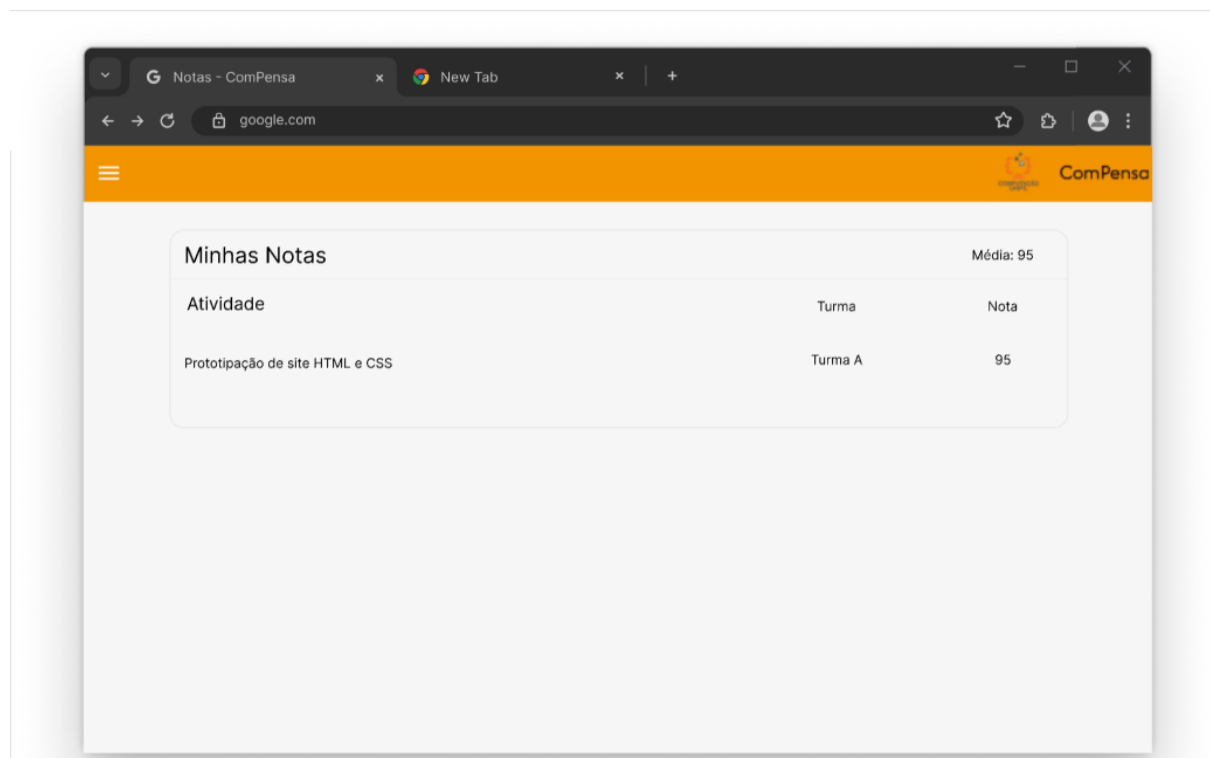 Notas - ComPensa
New Tab
google.com
COMPUTAÇÃO
ComPensa
Minhas Notas
Média: 95
Atividade
Turma
Nota
Prototipação de site HTML e CSS
Turma A
95